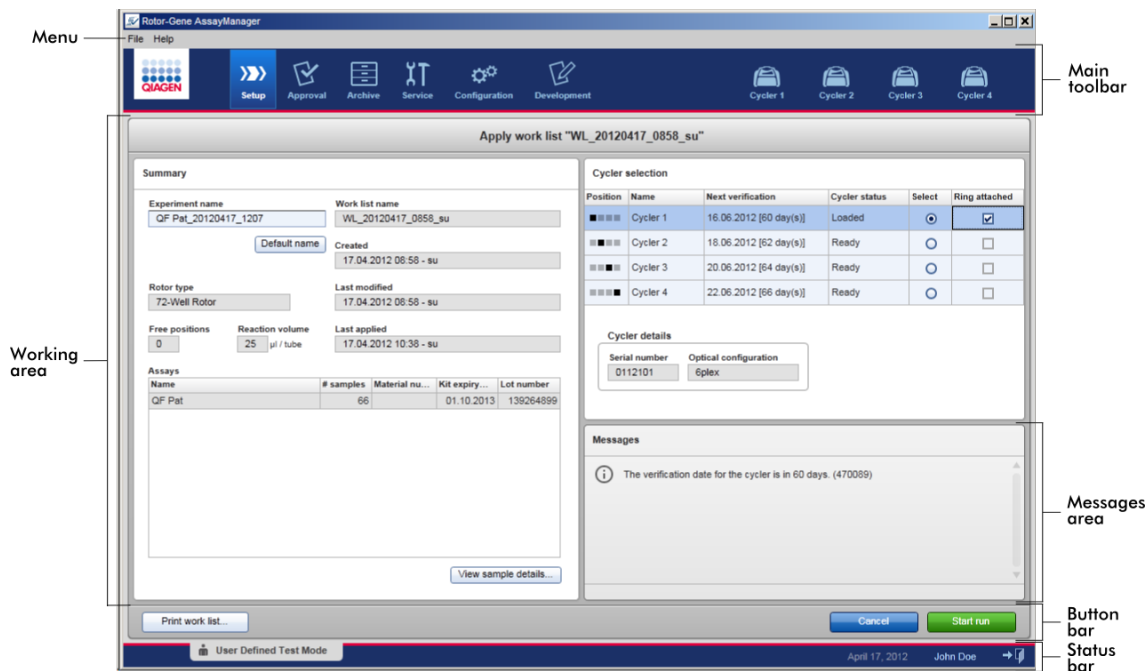 Rotor-Gene AssayManager
Menu
File Help
QIAGEN
Setup
Approval
Archive
Service
Configuration
Development
Cycler 1
Cycler 2
Cycler 3
Cycler 4
Main toolbar
Apply work list "WL_20120417_0858_su"
Working area
Summary
Experiment name
QF Pat_20120417_1207
Default name
Work list name
WL_20120417_0858_su
Created
17.04.2012 08:58 - su
Rotor type
72-Well Rotor
Last modified
17.04.2012 08:58 - su
Free positions
0
Reaction volume
25 µl / tube
Last applied
17.04.2012 10:38 - su
Assays
Name # samples Material nu... Kit expiry... Lot number
QF Pat 66 01.10.2013 139264899
View sample details...
Cycler selection
Position Name Next verification Cycler status Select Ring attached
Cycler 1 16.06.2012 [60 day(s)] Loaded
Cycler 2 18.06.2012 [62 day(s)] Ready
Cycler 3 20.06.2012 [64 day(s)] Ready
Cycler 4 22.06.2012 [66 day(s)] Ready
Cycler details
Serial number
0112101
Optical configuration
6plex
Messages
The verification date for the cycler is in 60 days. (470089)
Messages area
Print work list...
Cancel
Start run
Button bar
User Defined Test Mode
April 17, 2012
John Doe
Status bar